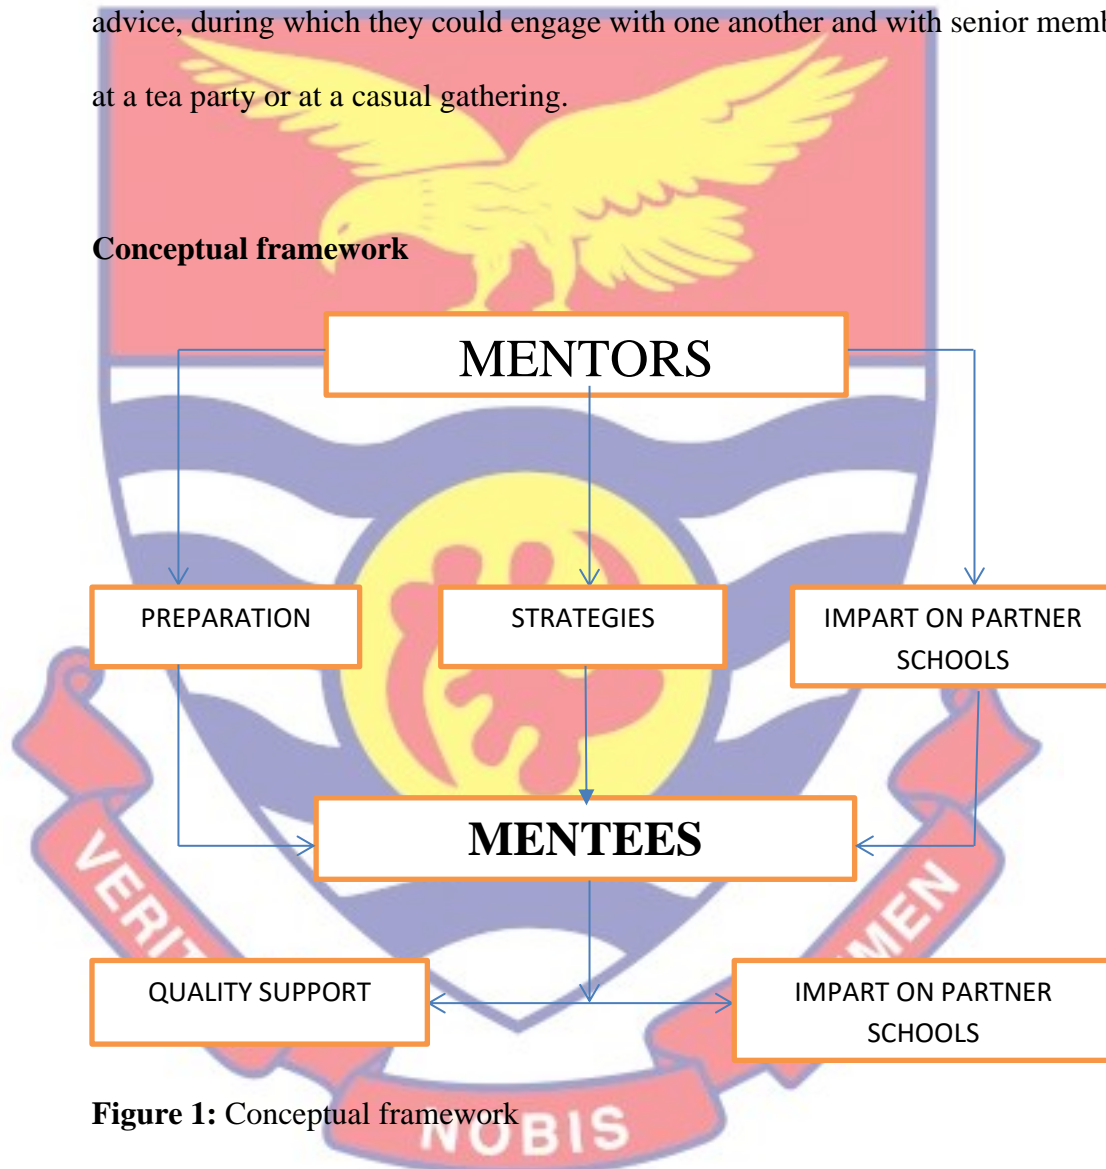 advice, during which they could engage with one another and with senior
at a tea party or at a casual gathering.
Conceptual framework
MENTORS
PREPARATION
STRATEGIES
IMPART ON PARTNER
SCHOOLS
MENTEES
QUALITY SUPPORT
IMPART ON PARTNER
SCHOOLS
Figure 1: Conceptual framework
NOBIS